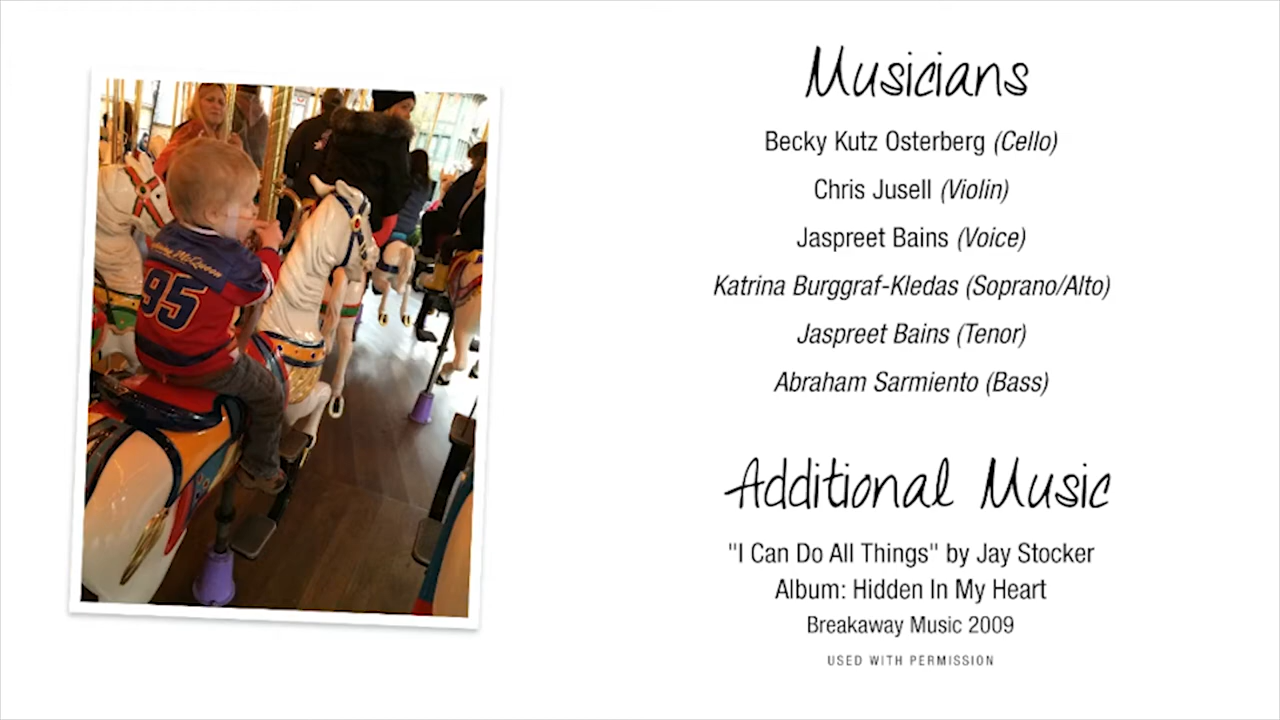 Musicians
Becky Kutz Osterberg (Cello)
Chris Jusell (Violin)
Jaspreet Bains (Voice)
Katrina Burggraf-Kledas (Soprano/Alto)
Jaspreet Bains (Tenor)
Abraham Sarmiento (Bass)
Additional Music
"I Can Do All Things" by Jay Stocker
Album: Hidden In My Heart
Breakaway Music 2009
USED WITH PERMISSION
McQueen
95